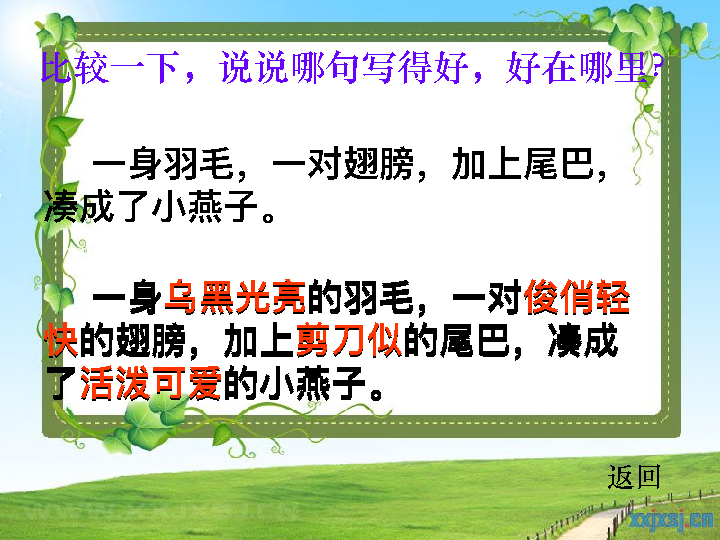 比较一下，说说哪句写得好，好在哪里?
一身羽毛，一对翅膀，加上尾巴，
凑成了小燕子。
一身乌黑光亮的羽毛，一对俊俏轻
快的翅膀，加上剪刀似的尾巴，凑成
了活泼可爱的小燕子。
返回
xxjxsj.cn